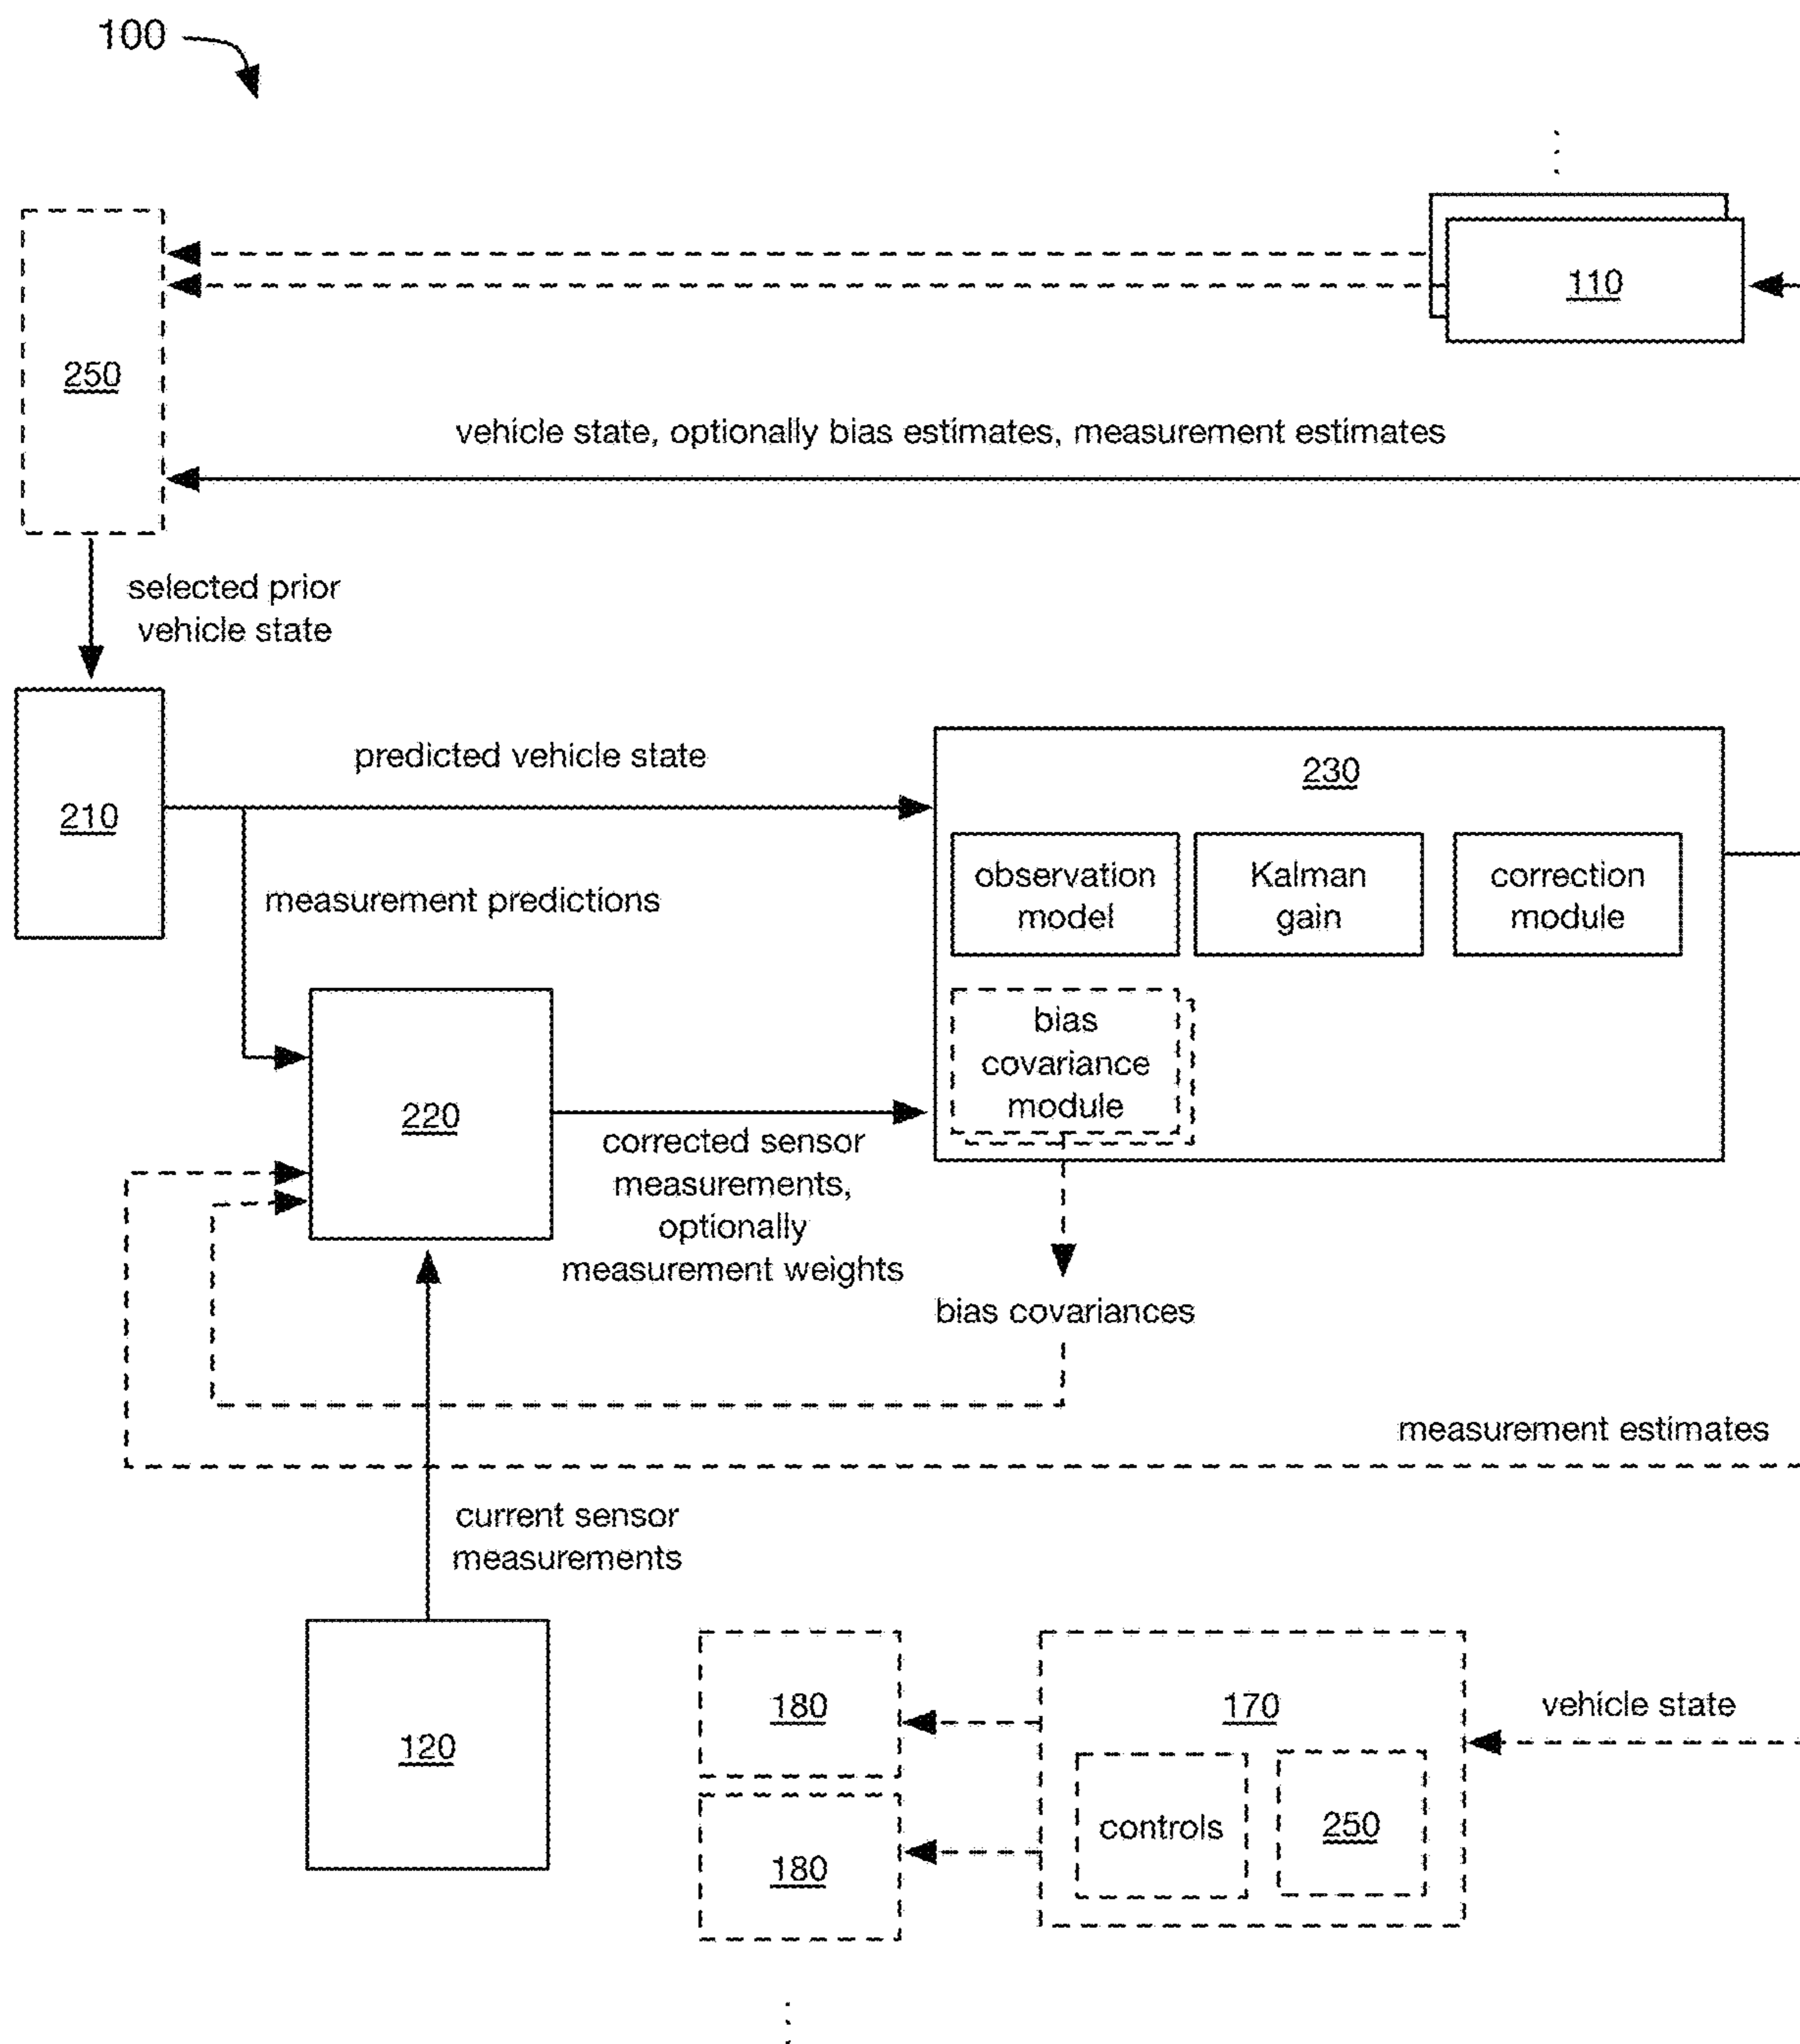 100
110
250
vehicle state, optionally bias estimates, measurement estimates
selected prior
vehicle state
210
predicted vehicle state
measurement predictions
230
observation
model
Kalman
gain
correction
module
bias
covariance
module
220
corrected sensor
measurements,
optionally
measurement weights
bias covariances
measurement estimates
current sensor
measurements
120
180
180
170
controls
250
vehicle state